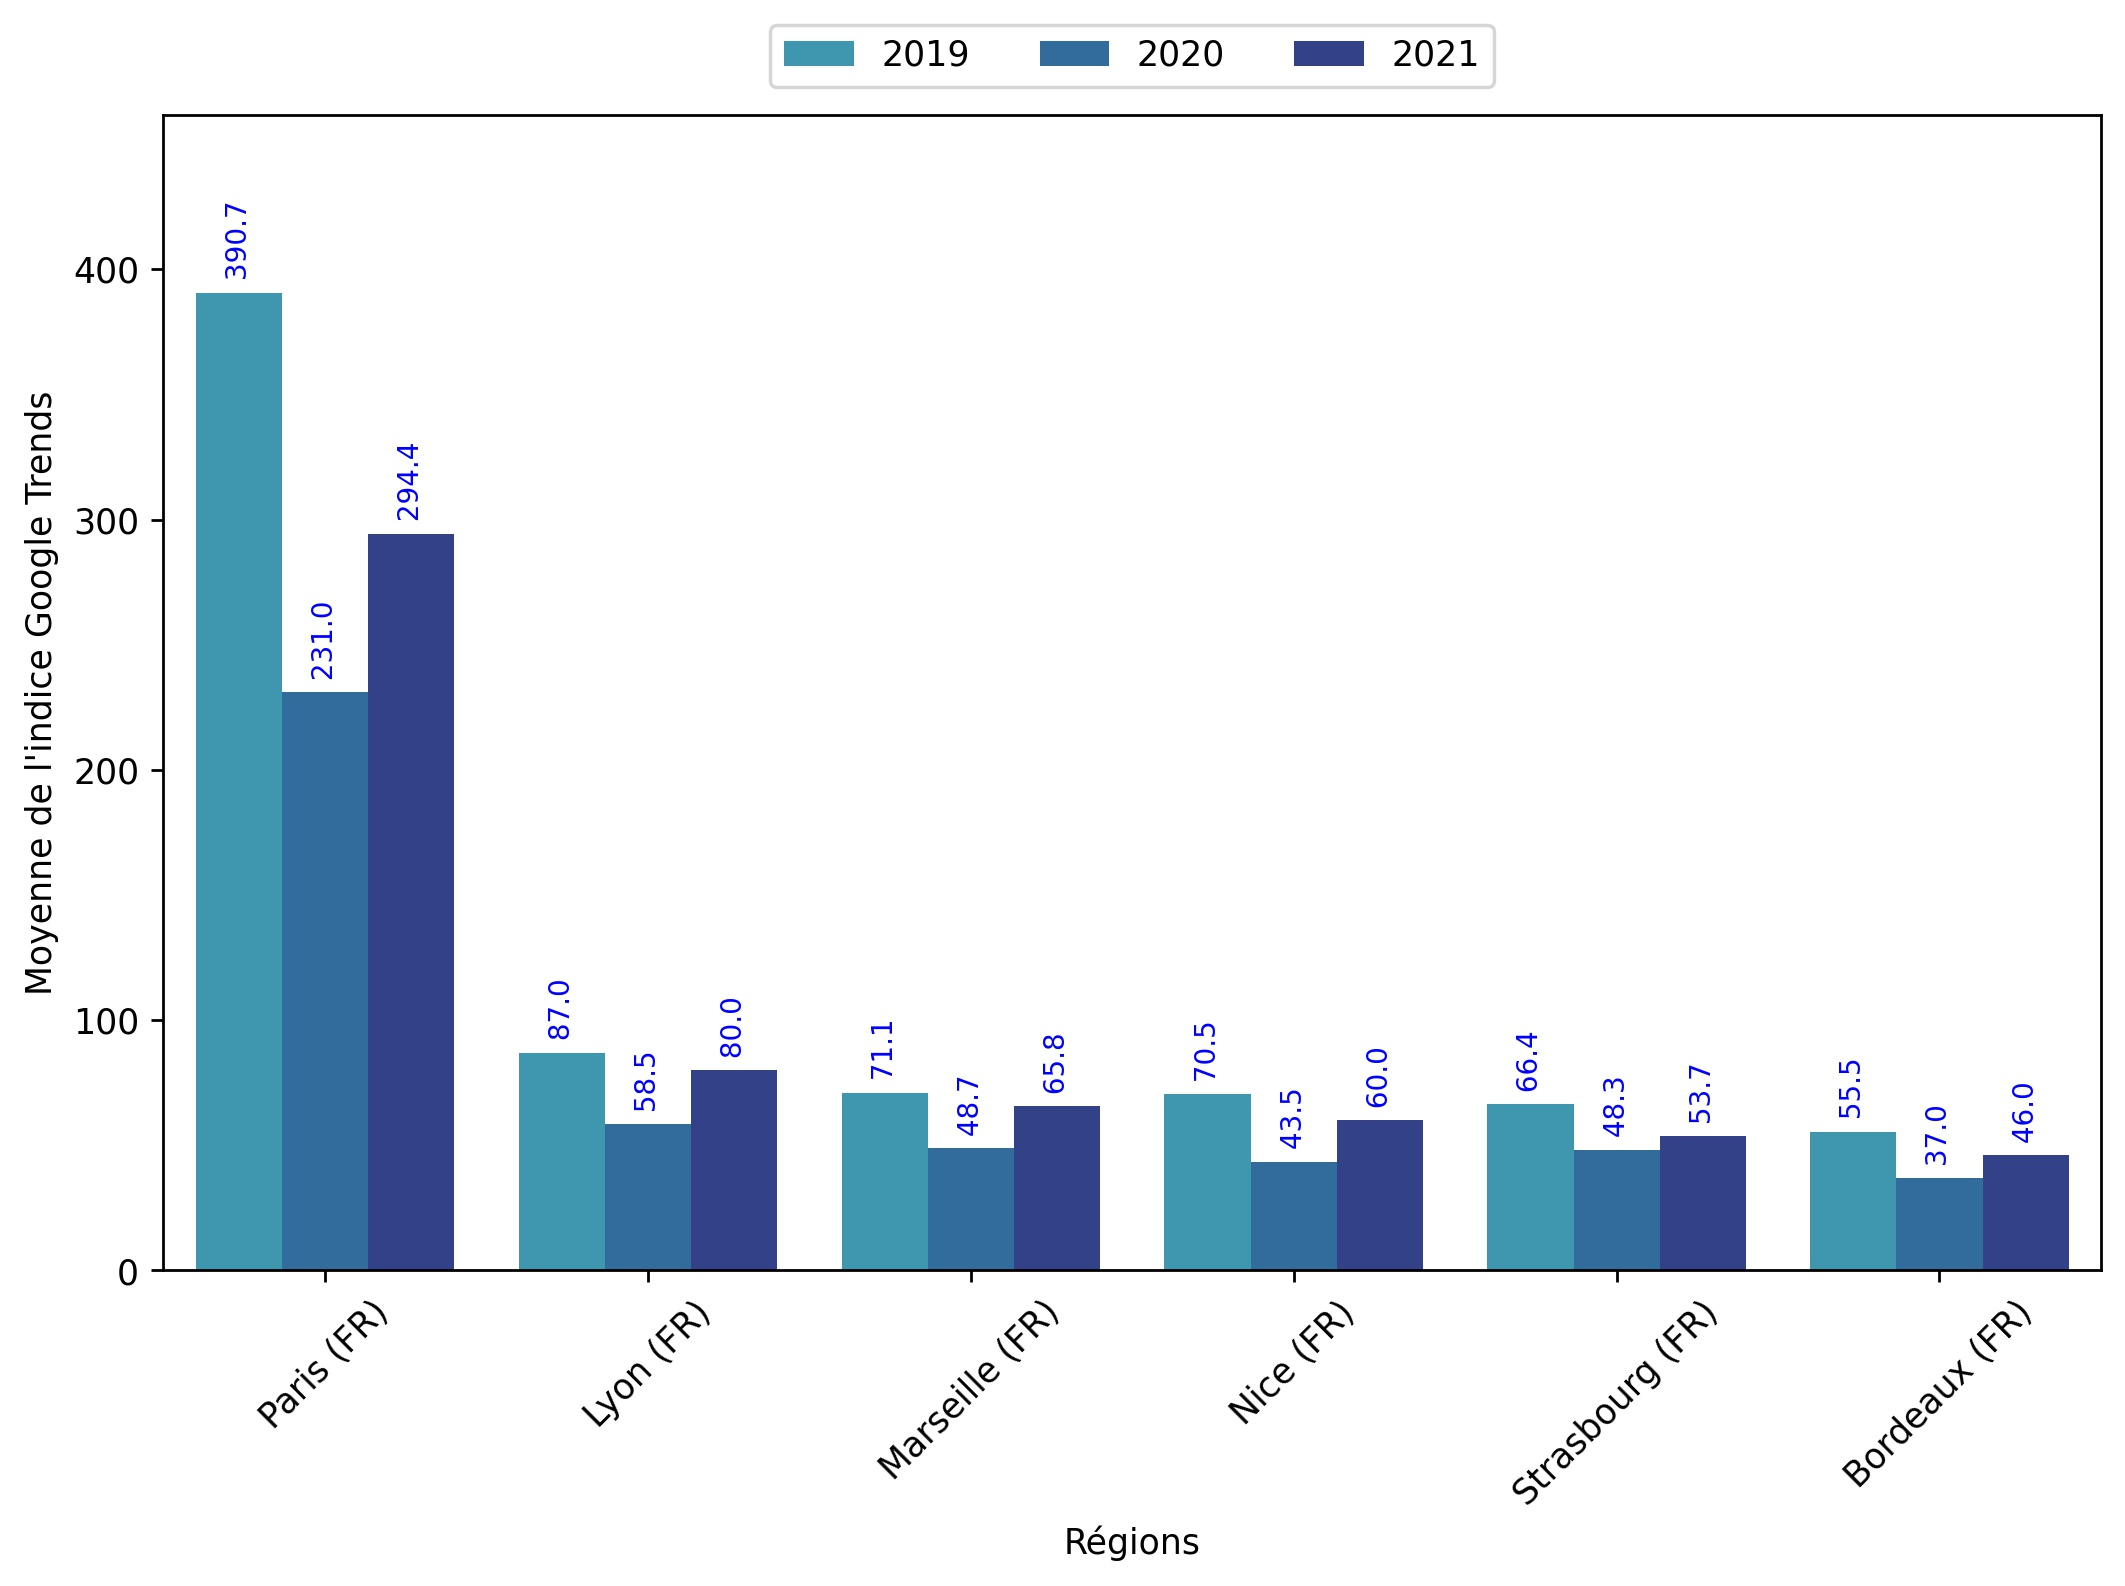 2019 2020 2021
Moyenne de l'indice Google Trends
400
300
200
100
0
390.7
231.0
294.4
87.0
58.5
80.0
71.1
48.7
65.8
70.5
43.5
60.0
66.4
48.3
53.7
55.5
37.0
46.0
Paris (FR)
Lyon (FR)
Marseille (FR)
Nice (FR)
Strasbourg (FR)
Bordeaux (FR)
Régions